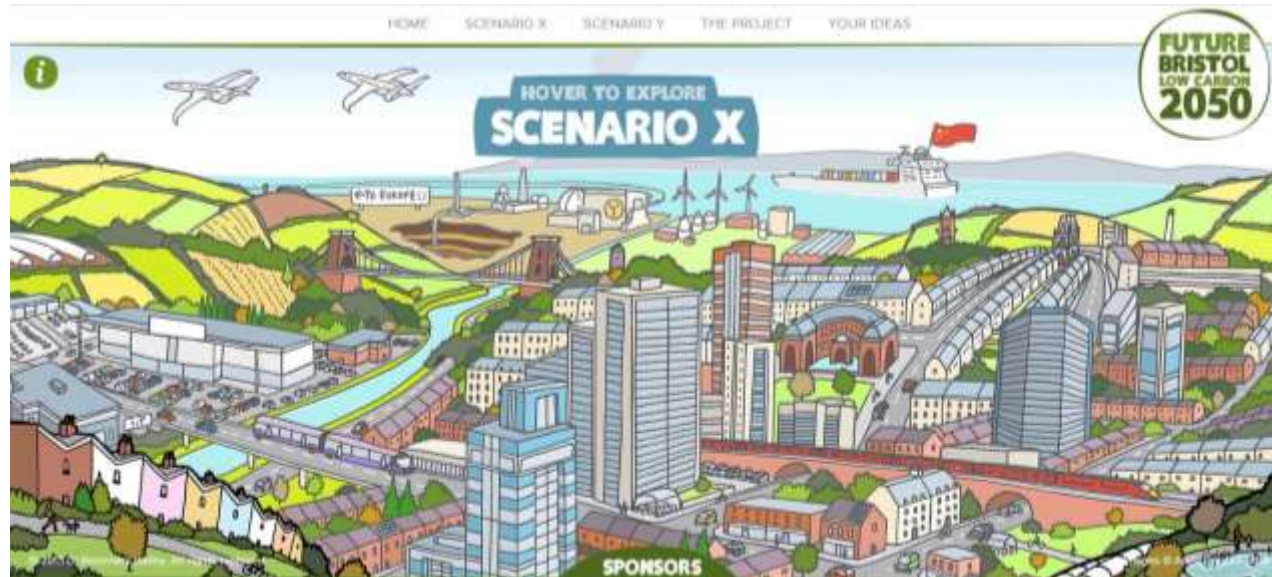 HOME SCENARIO X SCENARIO Y THE PROJECT YOUR IDEAS
i
FUTURE
BRISTOL
LOW CARBON
2050
HOVER TO EXPLORE
SCENARIO X
TO EUROPE
SPONSORS